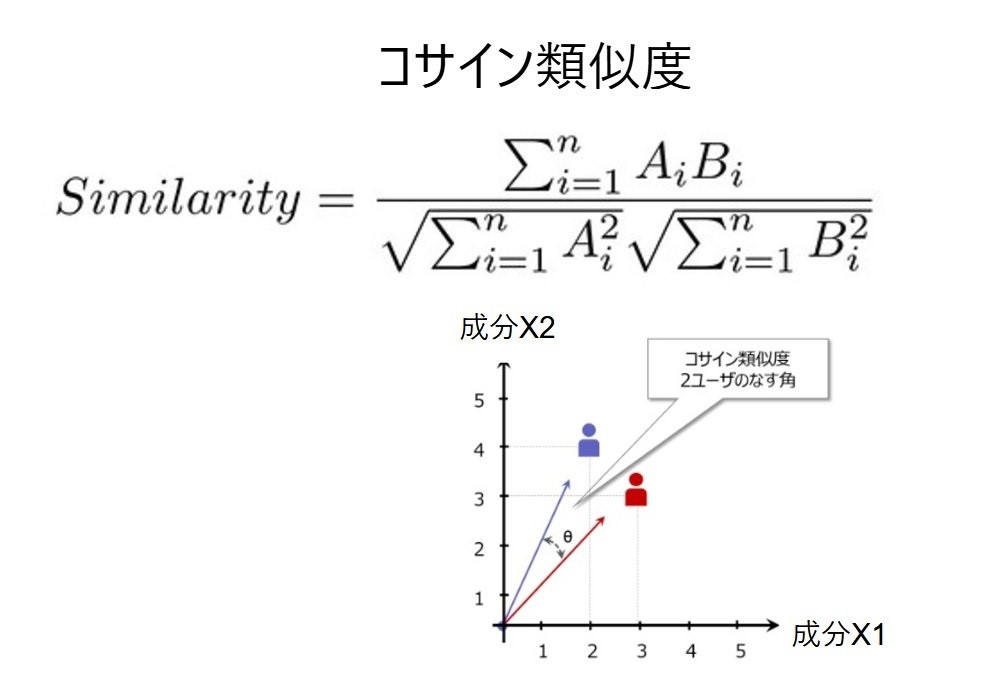 コサイン類似度
Similarity = \frac{\sum_{i=1}^{n} A_i B_i}{\sqrt{\sum_{i=1}^{n} A_i^2} \sqrt{\sum_{i=1}^{n} B_i^2}}
成分X2
コサイン類似度
2ユーザのなす角
5
4
3
θ
2
1
成分X1
1 2 3 4 5